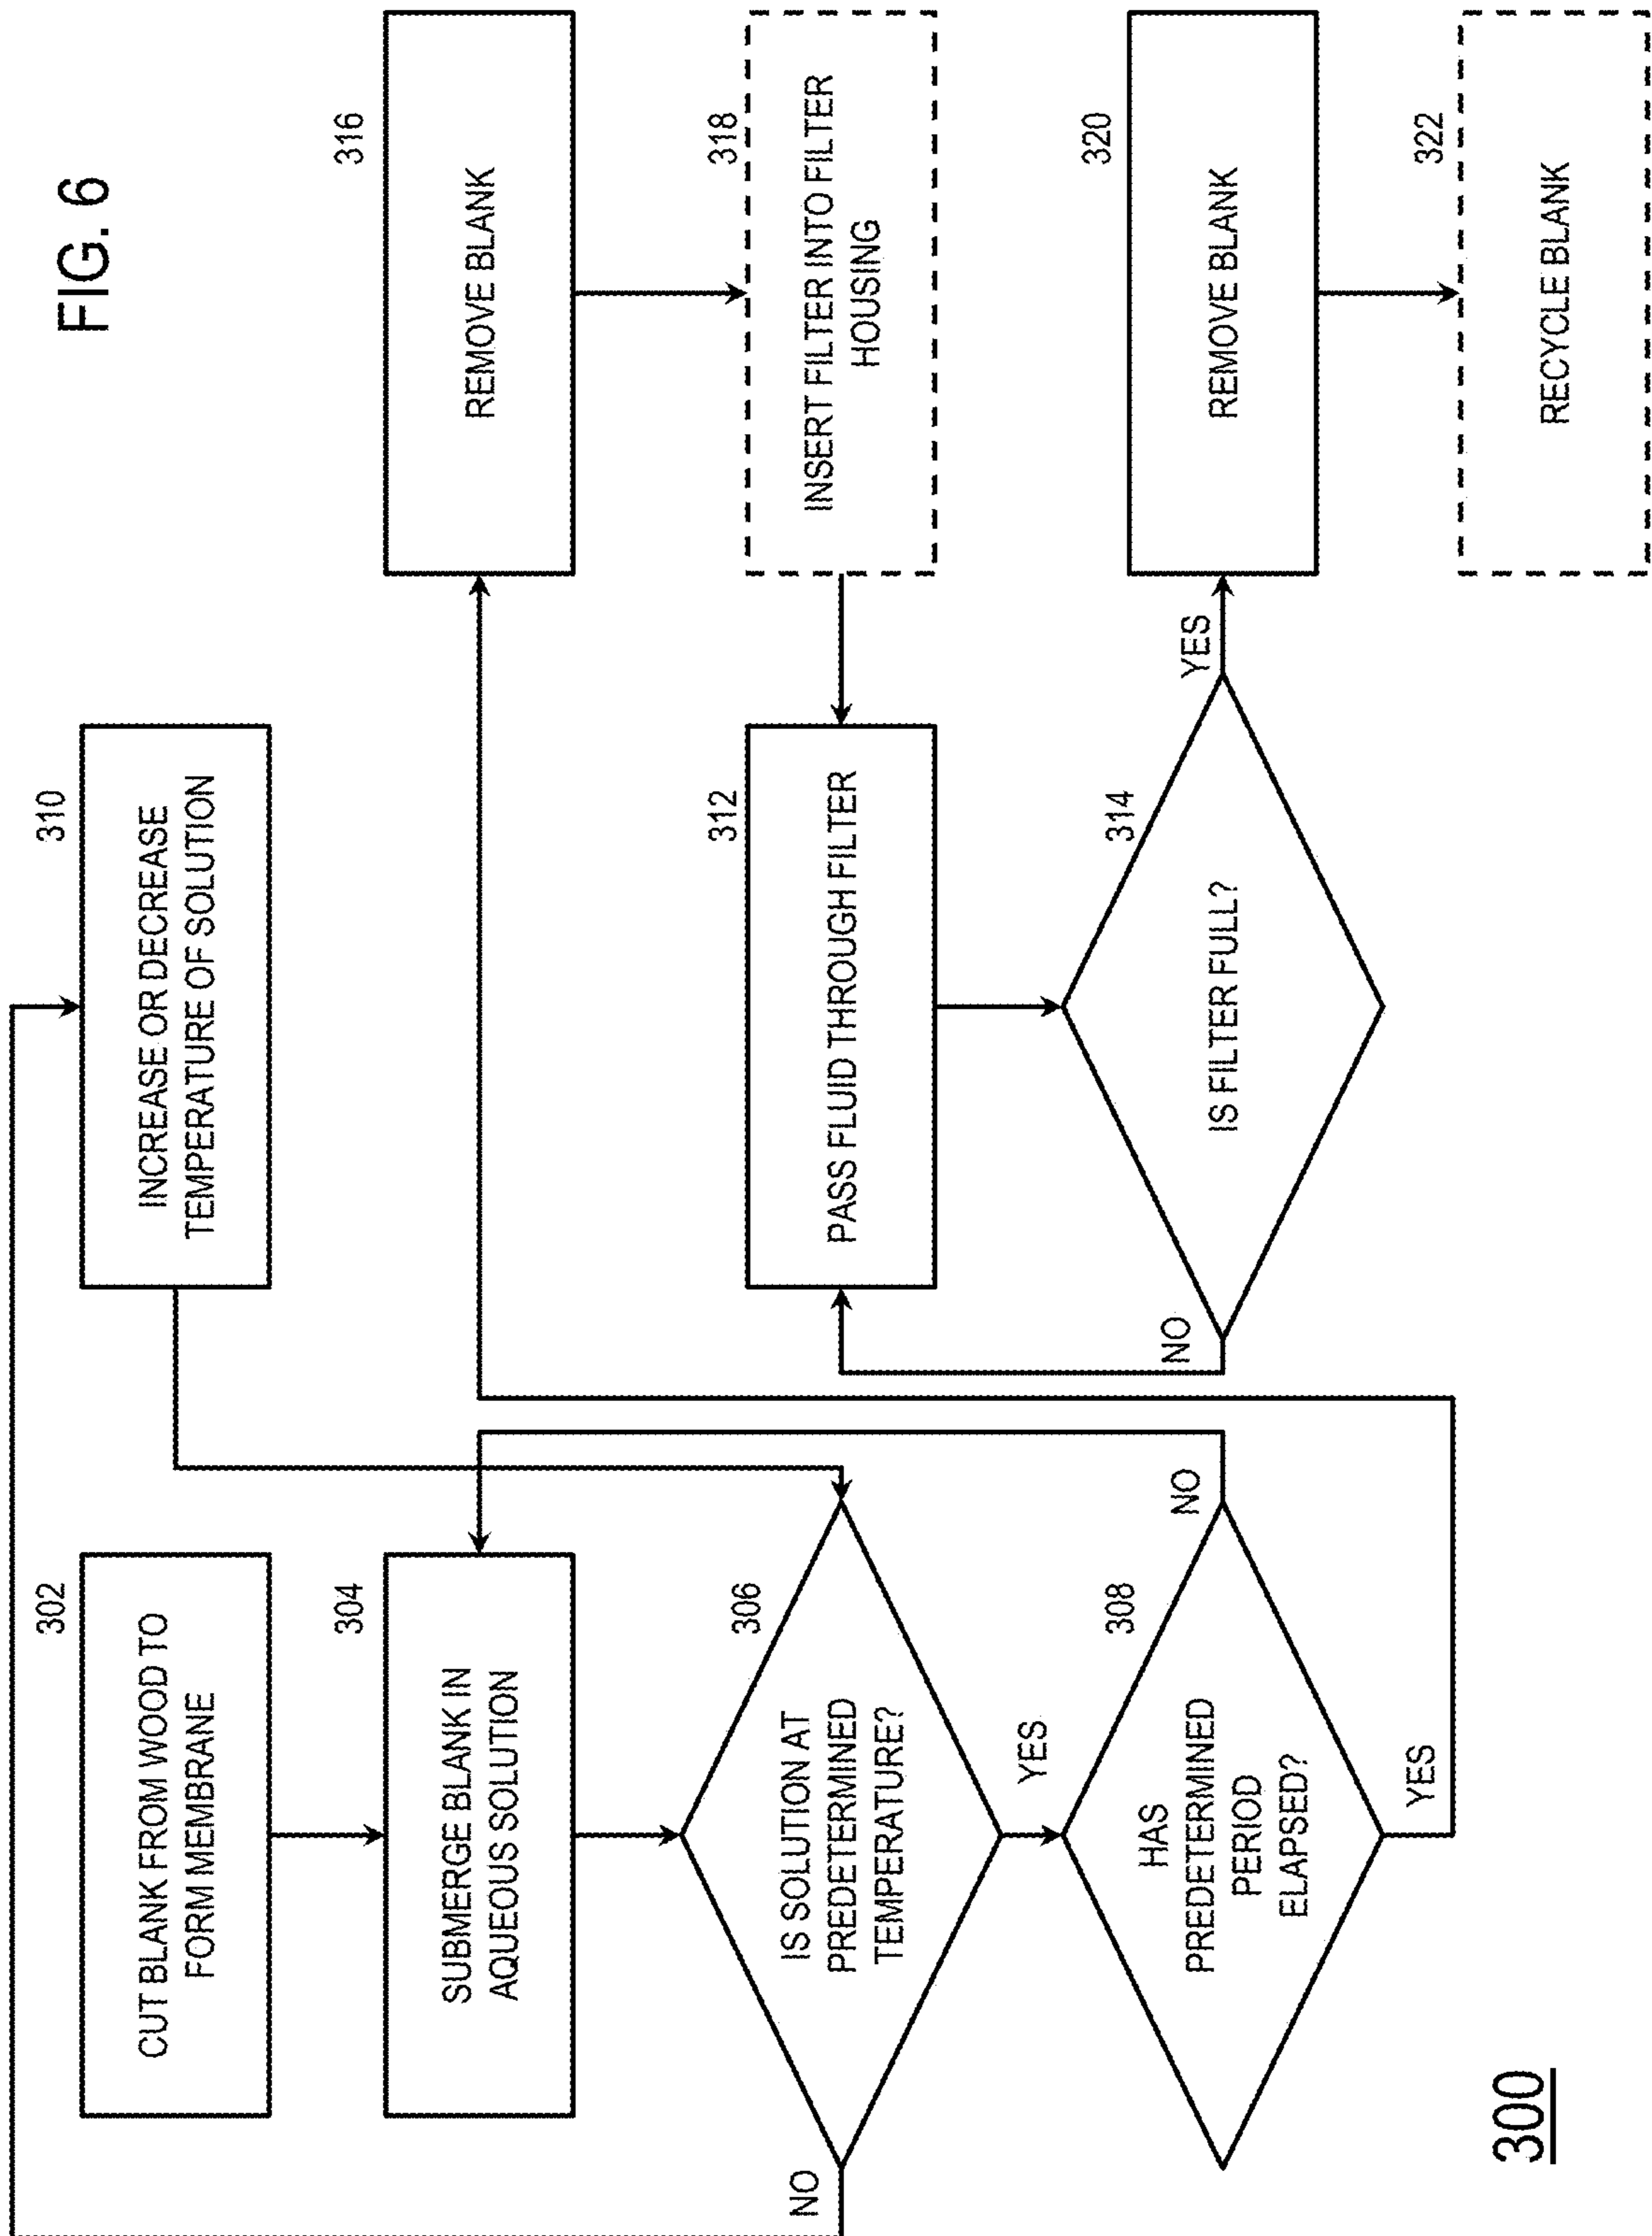 FIG. 6
302
CUT BLANK FROM WOOD TO
FORM MEMBRANE
304
SUBMERGE BLANK IN
AQUEOUS SOLUTION
306
IS SOLUTION AT
PREDETERMINED
TEMPERATURE?
NO
YES
308
HAS
PREDETERMINED
PERIOD
ELAPSED?
NO
YES
310
INCREASE OR DECREASE
TEMPERATURE OF SOLUTION
312
PASS FLUID THROUGH FILTER
314
IS FILTER FULL?
NO
YES
316
REMOVE BLANK
318
INSERT FILTER INTO FILTER
HOUSING
320
REMOVE BLANK
322
RECYCLE BLANK
300